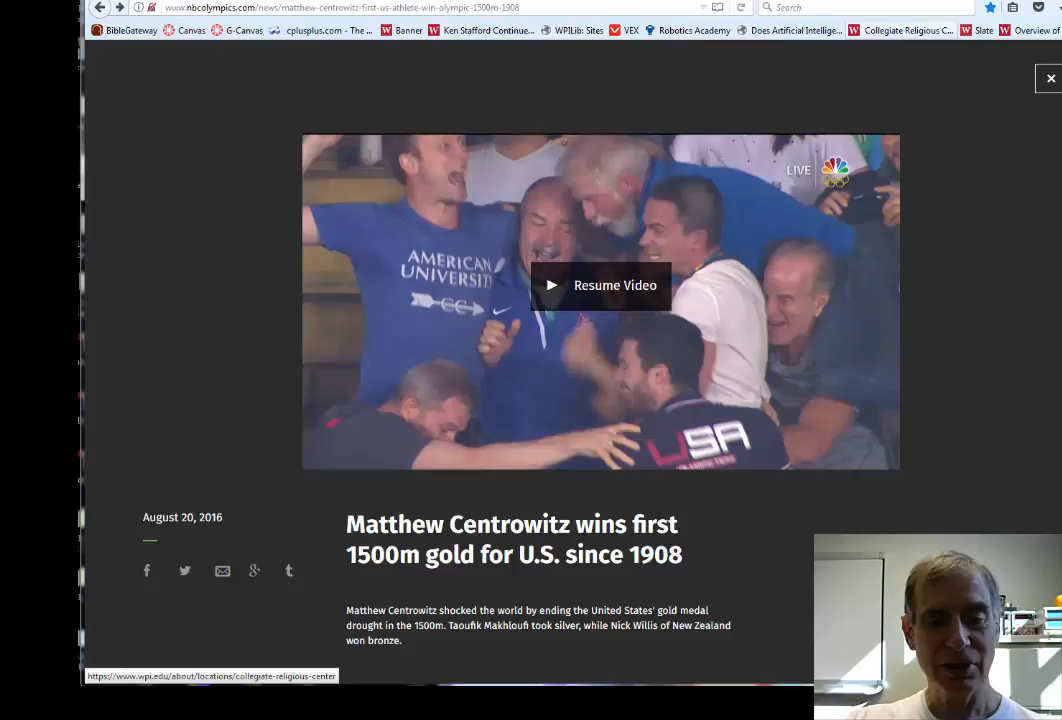 www.nbcolympics.com/news/matthew-centrowitz-first-us-athlete-win-olympic-1500m-1908
Search
BibleGateway Canvas G-Canvas cplusplus.com - The ... Banner Ken Stafford Continue... WPILib: Sites VEX Robotics Academy Does Artificial Intellige... Collegiate Religious C... Slate Overview of
LIVE
AMERICAN
UNIVERSITY
CC
Resume Video
USA
August 20, 2016
Matthew Centrowitz wins first
1500m gold for U.S. since 1908
Matthew Centrowitz shocked the world by ending the United States' gold medal
drought in the 1500m. Taoufik Makhloufi took silver, while Nick Willis of New Zealand
won bronze.
https://www.wpi.edu/about/locations/collegiate-religious-center